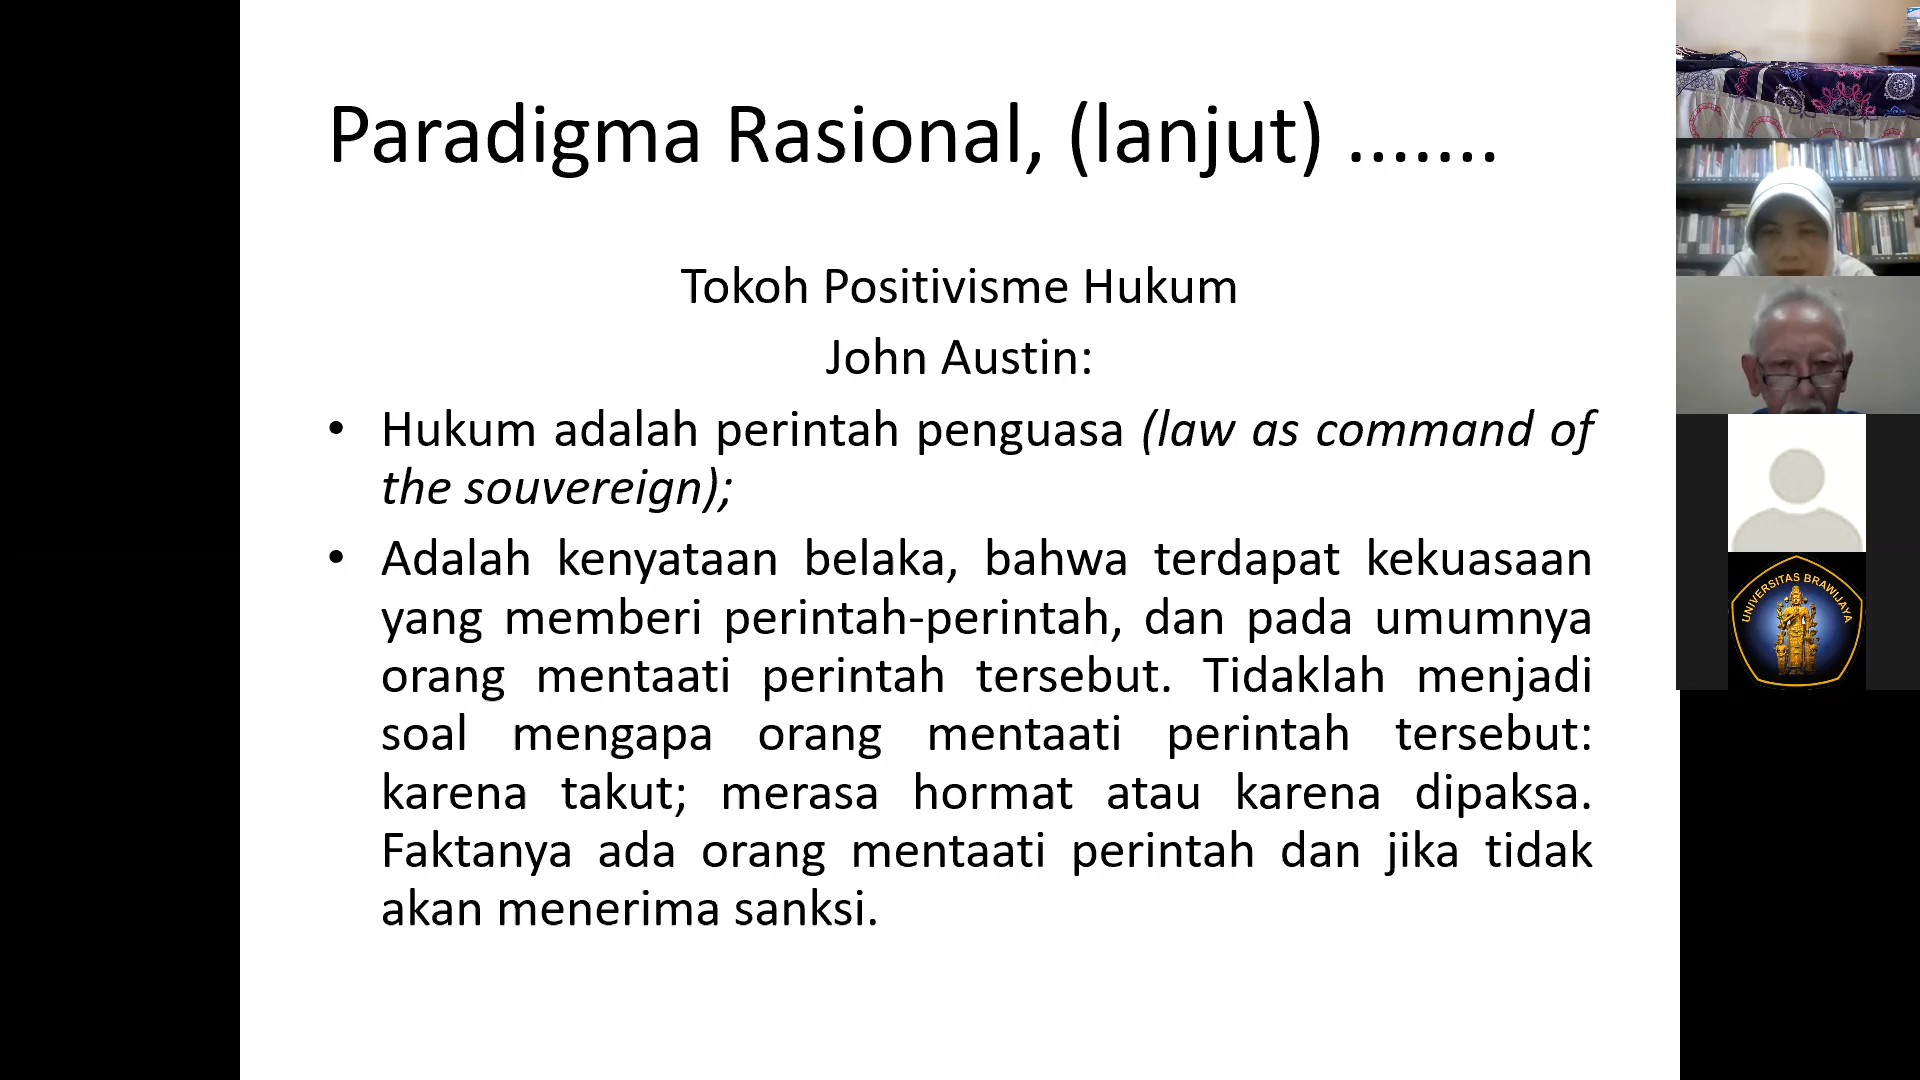 Paradigma Rasional, (lanjut) .......
Tokoh Positivisme Hukum
John Austin:
• Hukum adalah perintah penguasa (law as command of
the souvereign);
• Adalah kenyataan belaka, bahwa terdapat kekuasaan
yang memberi perintah-perintah, dan pada umumnya
orang mentaati perintah tersebut. Tidaklah menjadi
soal mengapa orang mentaati perintah tersebut:
karena takut; merasa hormat atau karena dipaksa.
Faktanya ada orang mentaati perintah dan jika tidak
akan menerima sanksi.
UNIVERSITAS BRAWIJAYA